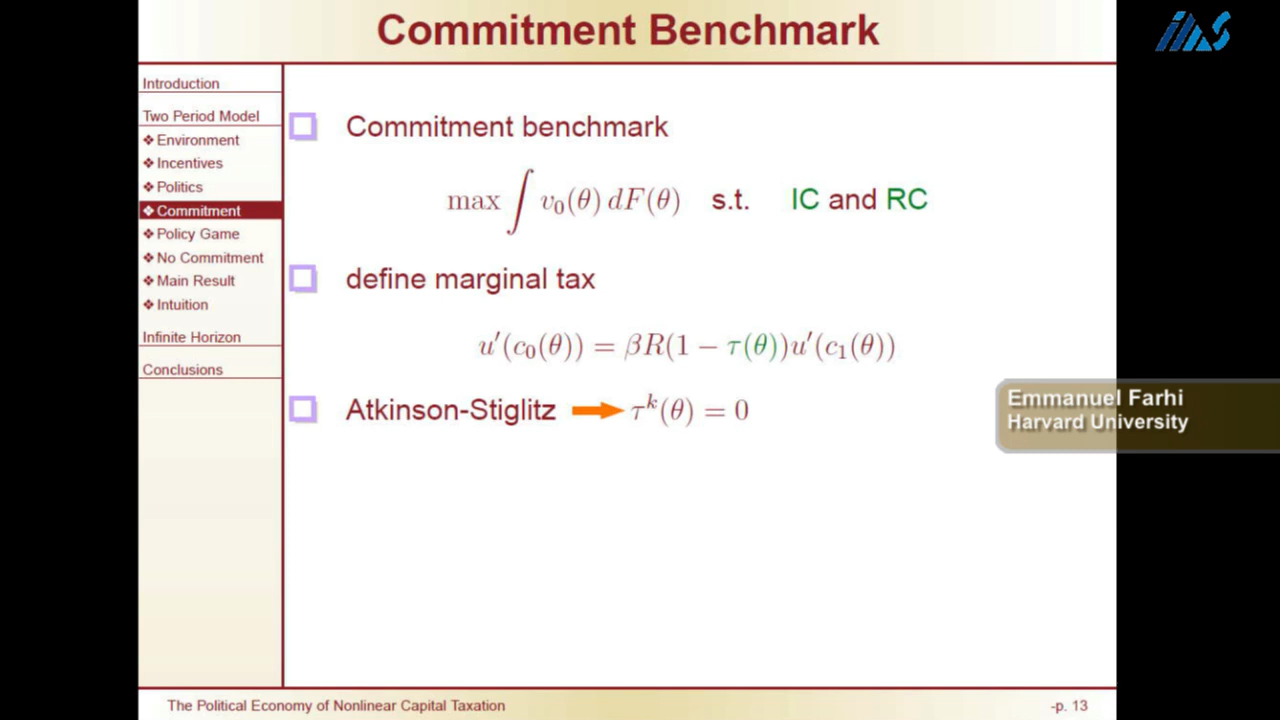 Commitment Benchmark
Introduction
Two Period Model
❖ Environment
❖ Incentives
❖ Politics
❖ Commitment
❖ Policy Game
❖ No Commitment
❖ Main Result
❖ Intuition
Infinite Horizon
Conclusions
Commitment benchmark
max ∫ v₀(θ) dF(θ) s.t. IC and RC
define marginal tax
u′(c₀(θ)) = βR(1 − τ(θ))u′(c₁(θ))
Atkinson-Stiglitz ➡ τᵏ(θ) = 0
Emmanuel Farhi
Harvard University
The Political Economy of Nonlinear Capital Taxation
-p. 13